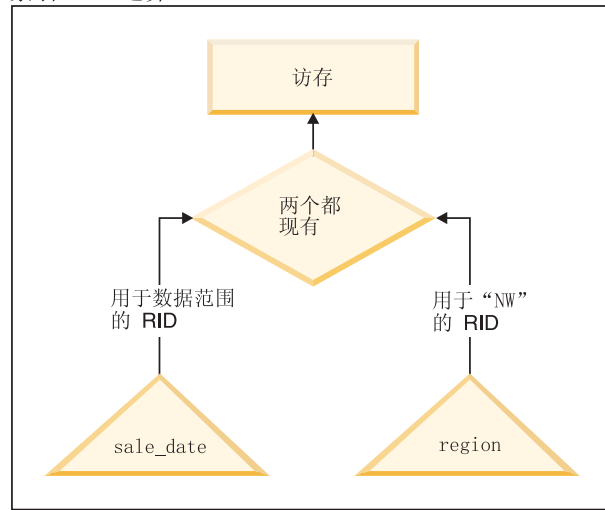 访存
两个都
现有
用于数据范围
的 RID
用于“NW”
的 RID
sale_date
region